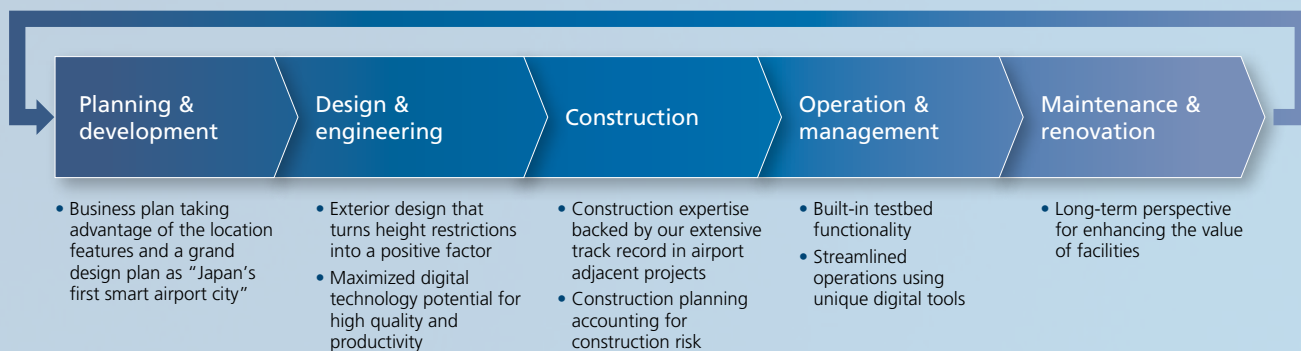 Planning &
development
Design &
engineering
Construction
Operation &
management
Maintenance &
renovation
• Business plan taking
advantage of the location
features and a grand
design plan as “Japan’s
first smart airport city”
• Exterior design that
turns height restrictions
into a positive factor
• Maximized digital
technology potential for
high quality and
productivity
• Construction expertise
backed by our extensive
track record in airport
adjacent projects
• Construction planning
accounting for
construction risk
• Built-in testbed
functionality
• Streamlined
operations using
unique digital tools
• Long-term perspective
for enhancing the value
of facilities